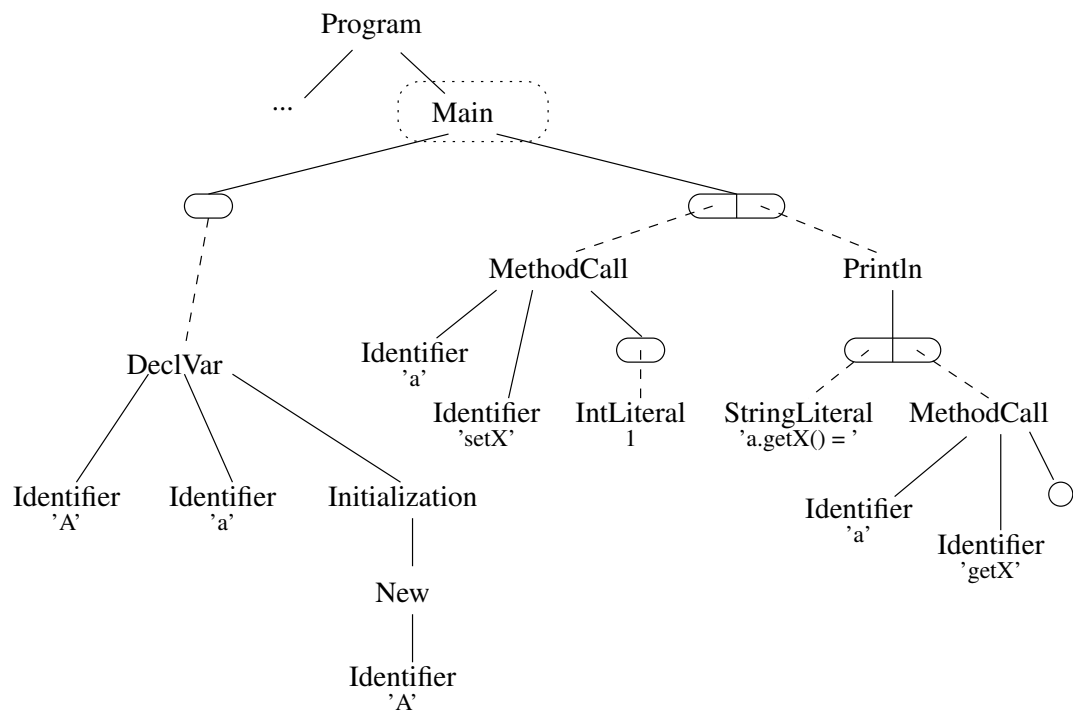 Program
...
Main
MethodCall
Println
DeclVar
Identifier
'a'
Identifier
'setX'
IntLiteral
1
StringLiteral
'a.getX() = '
MethodCall
Identifier
'A'
Identifier
'a'
Initialization
Identifier
'a'
Identifier
'getX'
New
Identifier
'A'